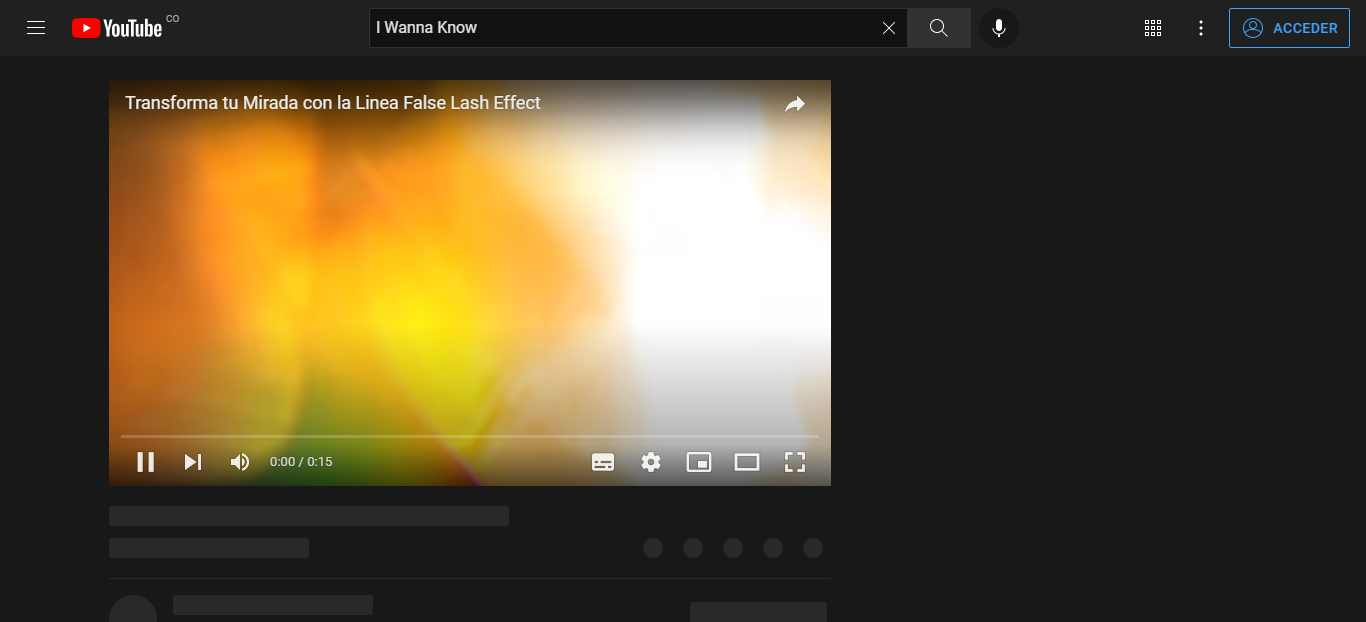 YouTube CO
I Wanna Know
ACCEDER
Transforma tu Mirada con la Linea False Lash Effect
0:00 / 0:15